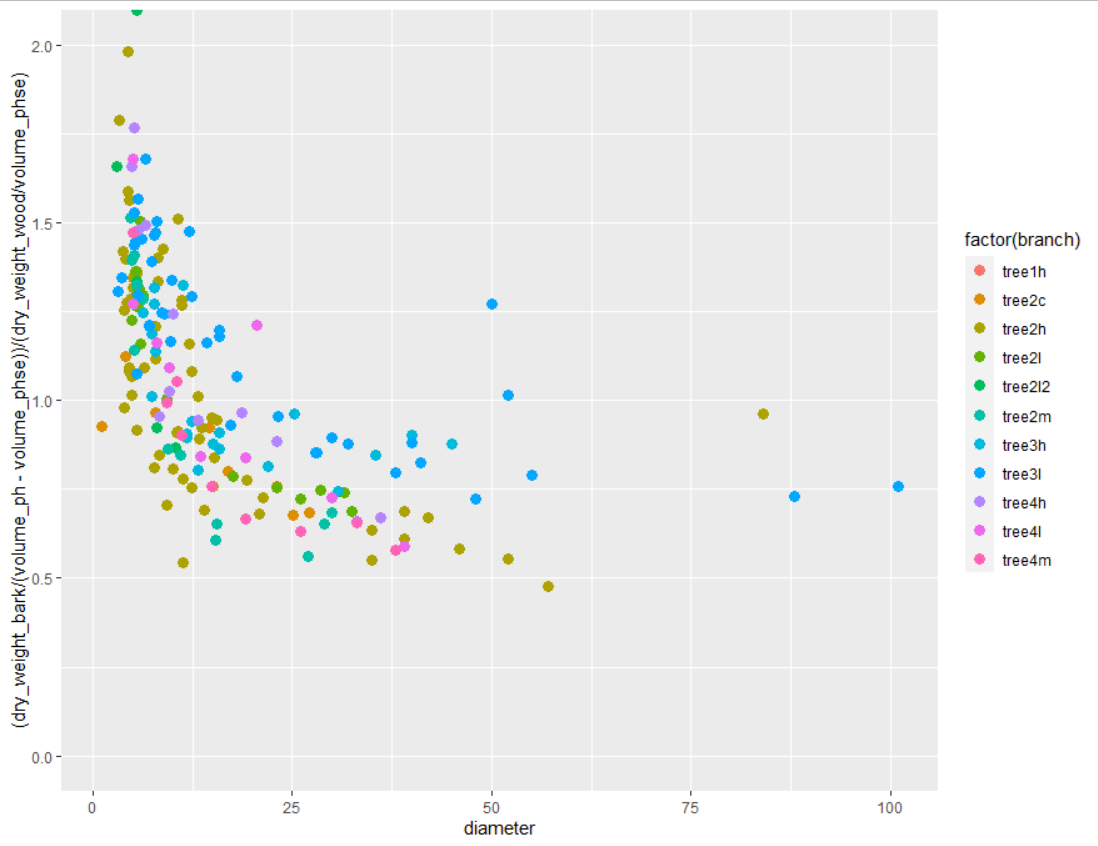 (dry_weight_bark/(volume_ph - volume_phse))/(dry_weight_wood/volume_phse)
2.0
1.5
1.0
0.5
0.0
0
25
50
75
100
diameter
factor(branch)
tree1h
tree2c
tree2h
tree2l
tree2l2
tree2m
tree3h
tree3l
tree4h
tree4l
tree4m